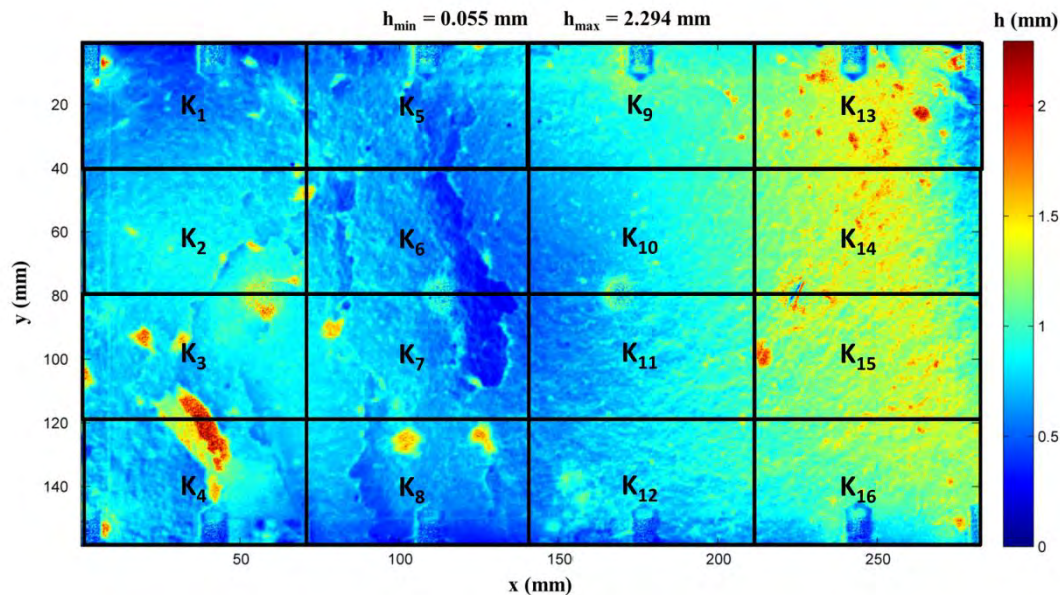 h_min = 0.055 mm h_max = 2.294 mm
h (mm)
K1 K5 K9 K13
K2 K6 K10 K14
K3 K7 K11 K15
K4 K8 K12 K16
20
40
60
80
100
120
140
y (mm)
50 100 150 200 250
x (mm)
2
1.5
1
0.5
0